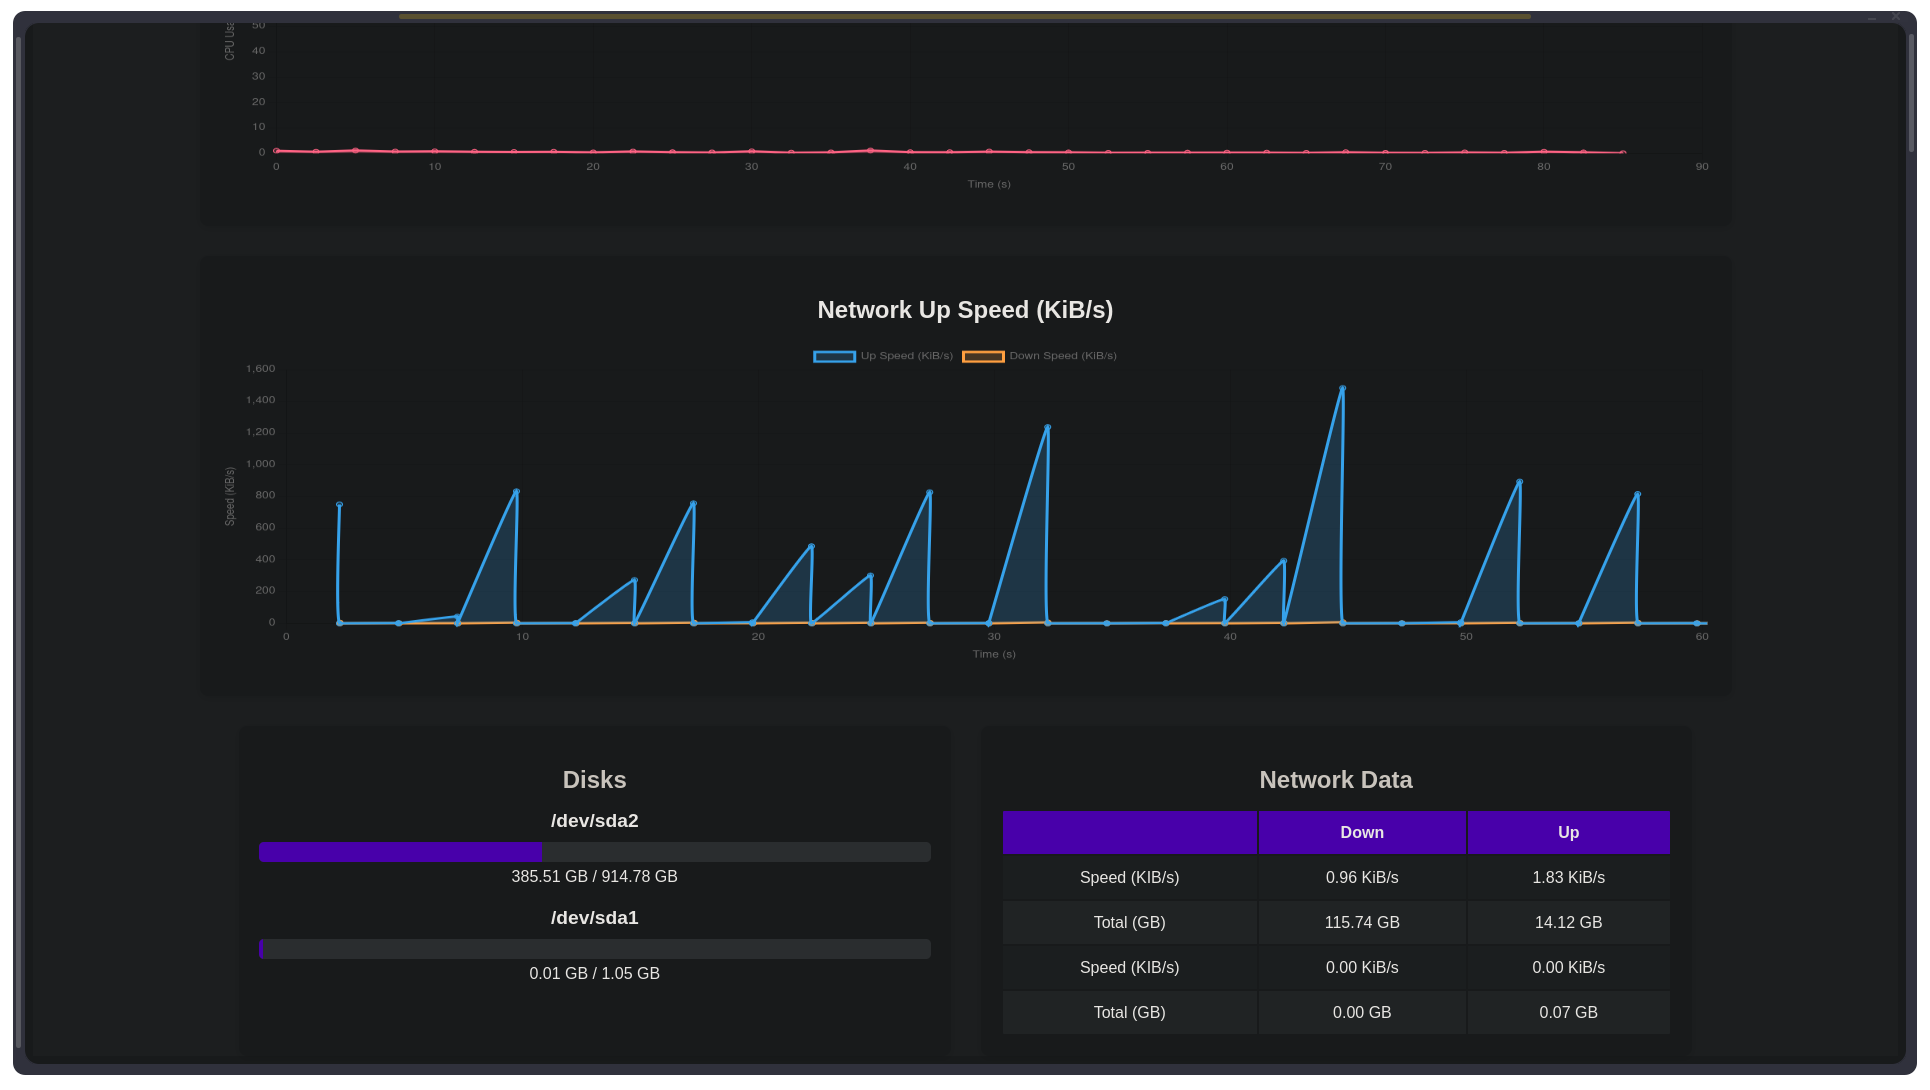 50
CPU Usa
40
30
20
10
0
0 10 20 30 40 50 60 70 80 90
Time (s)
Network Up Speed (KiB/s)
Up Speed (KiB/s) Down Speed (KiB/s)
1,600
1,400
1,200
1,000
800
600
400
200
0
Speed (KiB/s)
0 10 20 30 40 50 60
Time (s)
Disks
/dev/sda2
385.51 GB / 914.78 GB
/dev/sda1
0.01 GB / 1.05 GB
Network Data
Down Up
Speed (KIB/s) 0.96 KiB/s 1.83 KiB/s
Total (GB) 115.74 GB 14.12 GB
Speed (KIB/s) 0.00 KiB/s 0.00 KiB/s
Total (GB) 0.00 GB 0.07 GB